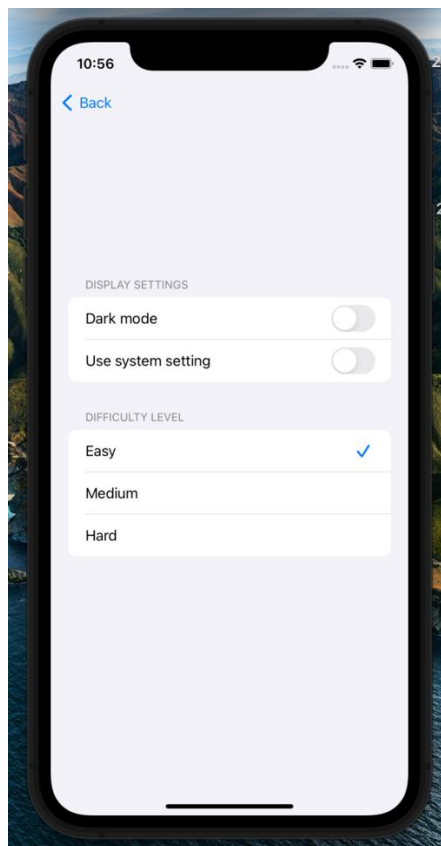 10:56
Back
DISPLAY SETTINGS
Dark mode
Use system setting
DIFFICULTY LEVEL
Easy
Medium
Hard